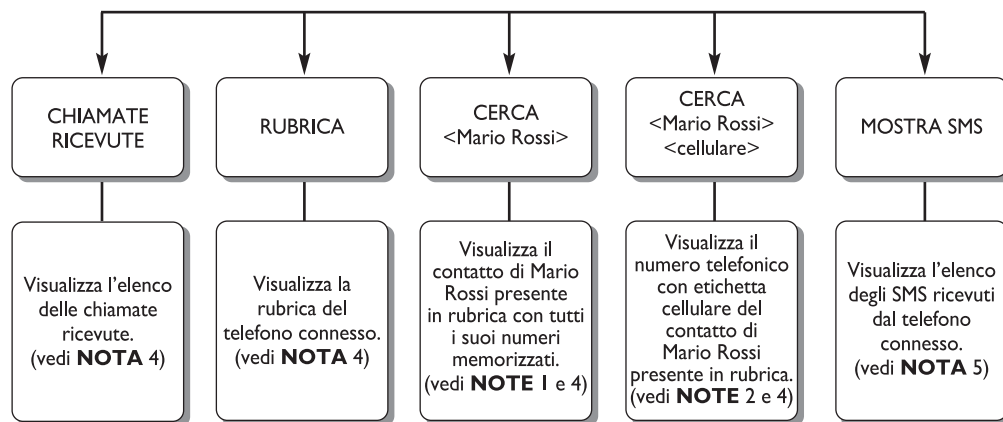 CHIAMATE
RICEVUTE
RUBRICA
CERCA
<Mario Rossi>
CERCA
<Mario Rossi>
<cellulare>
MOSTRA SMS
Visualizza l’elenco
delle chiamate
ricevute.
(vedi NOTA 4)
Visualizza la
rubrica del
telefono connesso.
(vedi NOTA 4)
Visualizza il
contatto di Mario
Rossi presente
in rubrica con tutti
i suoi numeri
memorizzati.
(vedi NOTE 1 e 4)
Visualizza il
numero telefonico
con etichetta
cellulare del
contatto di
Mario Rossi
presente in rubrica.
(vedi NOTE 2 e 4)
Visualizza l’elenco
degli SMS ricevuti
dal telefono
connesso.
(vedi NOTA 5)